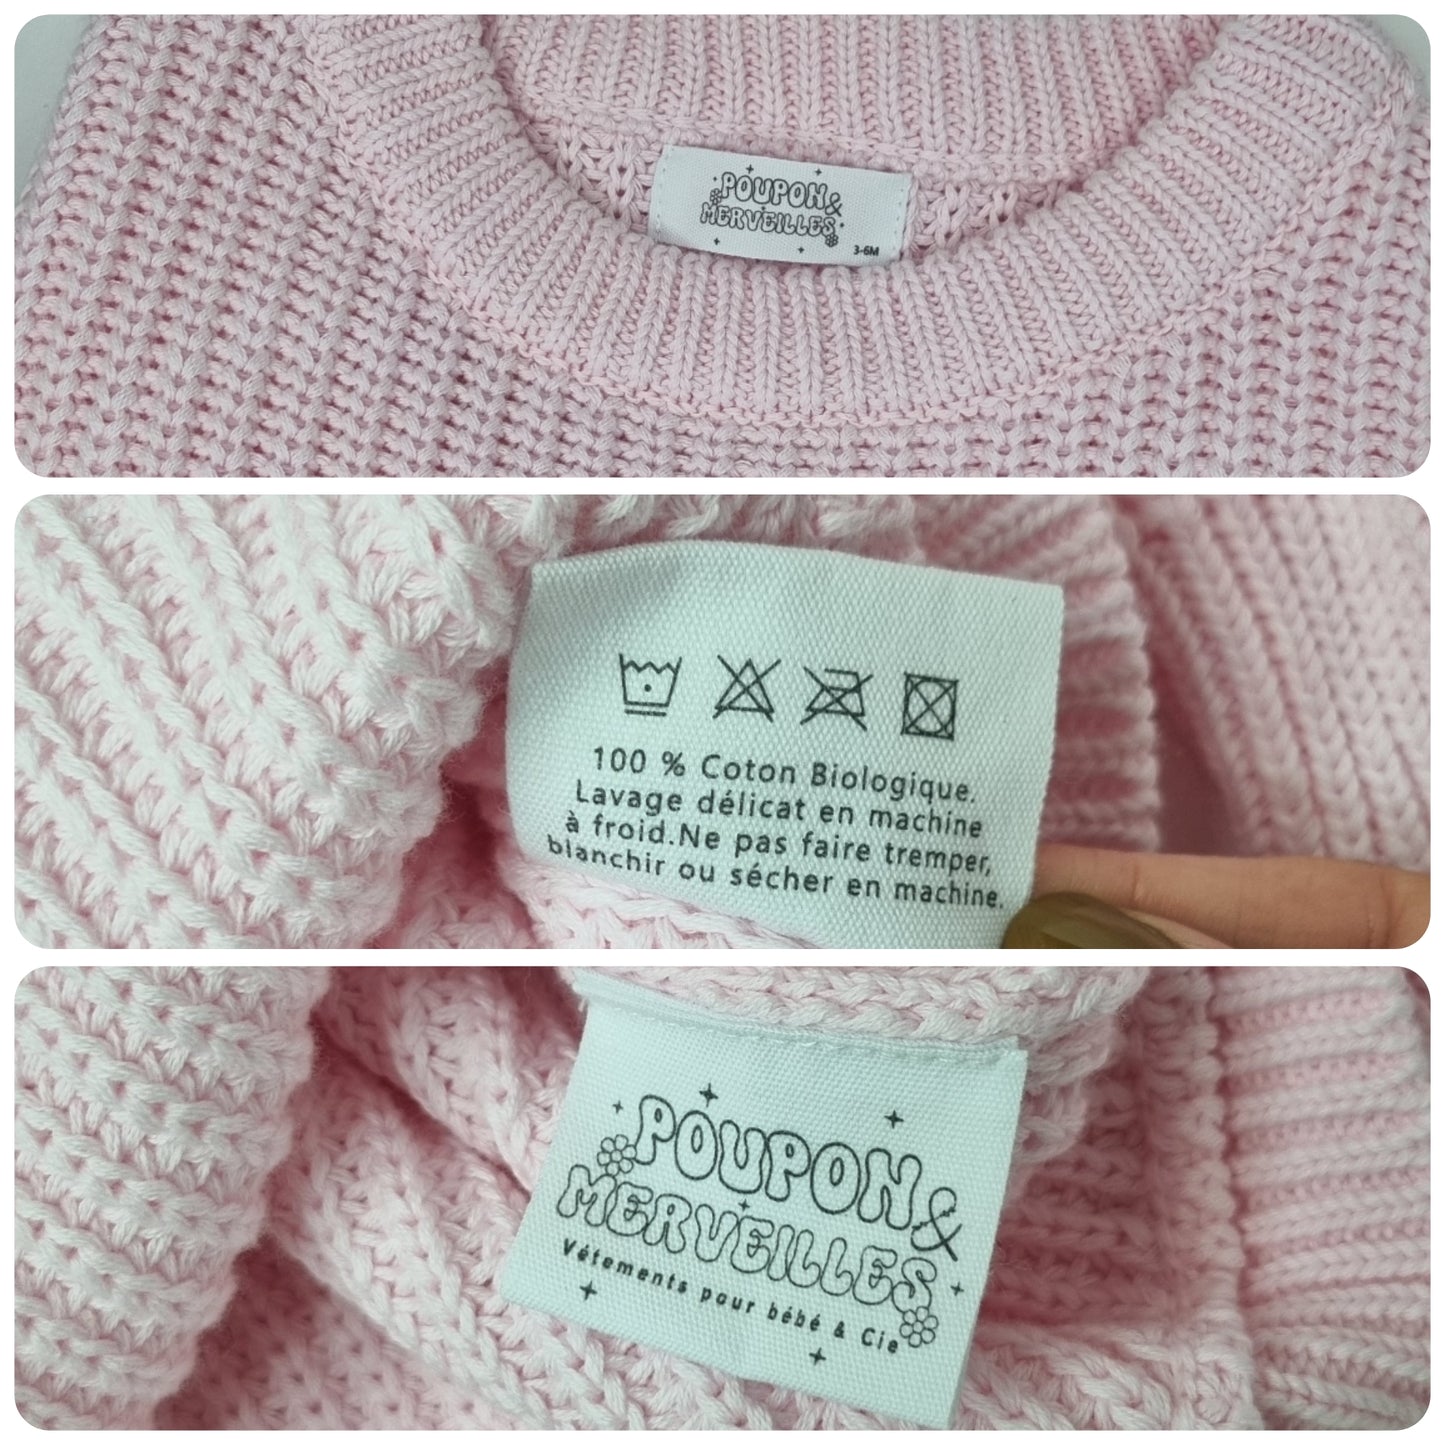 POUPON &
MERVEILLES
3-6M
100 % Coton Biologique.
Lavage délicat en machine
à froid.Ne pas faire tremper,
blanchir ou sécher en machine.
POUPON &
MERVEILLES
Vêtements pour bébé & Cie